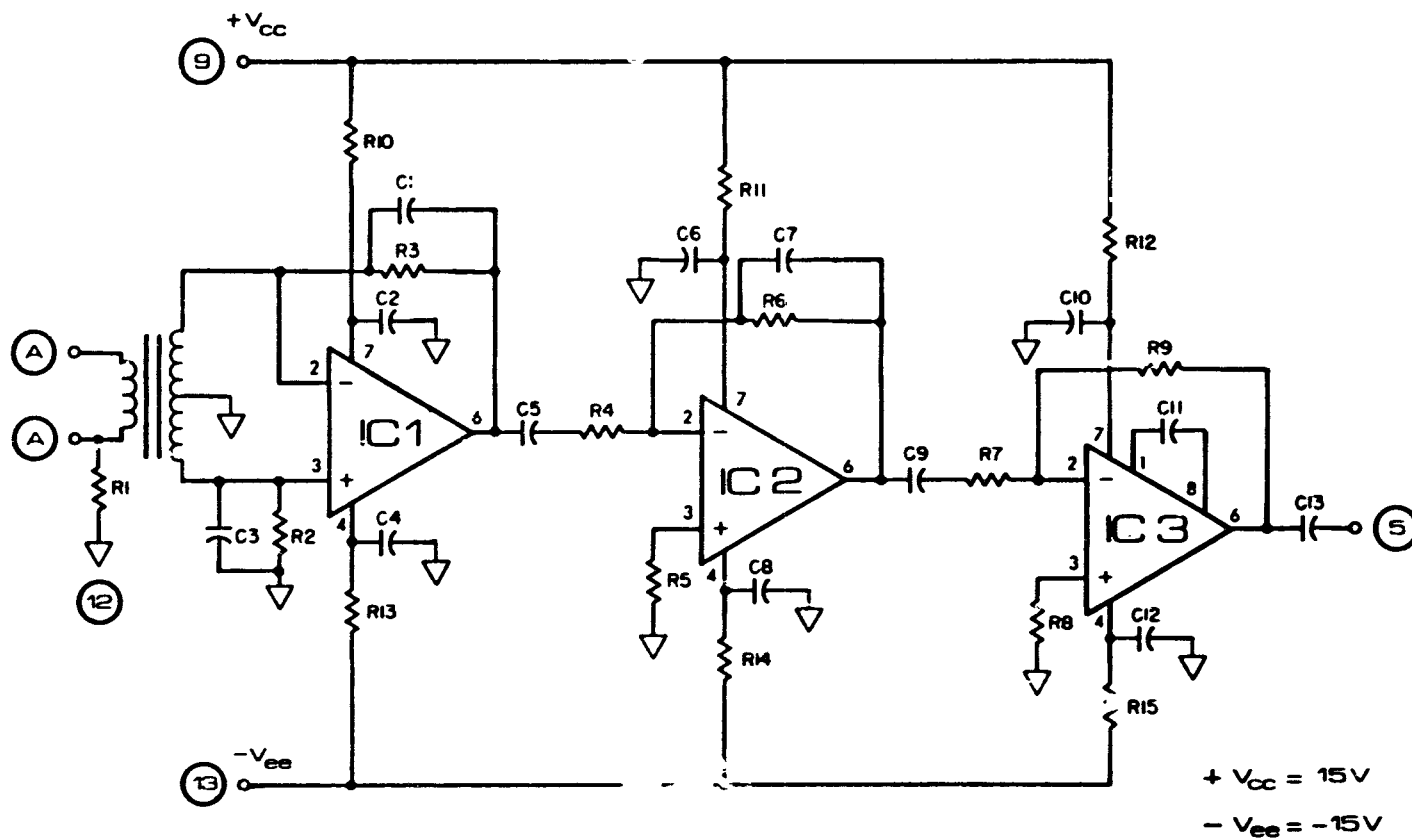 +Vcc
9
R10
C1
R11
R3
C6
C7
R12
C2
R6
C10
A
7
R9
2
-
C5
R4
7
C11
A
IC1
6
2
-
7
1
3
+
IC2
6
C9
R7
2
-
8
R1
C3
R2
4
C4
3
+
IC3
6
C13
5
12
R13
R5
4
C8
3
+
R8
4
C12
R14
R15
-Vee
13
+ Vcc = 15V
- Vee = -15V